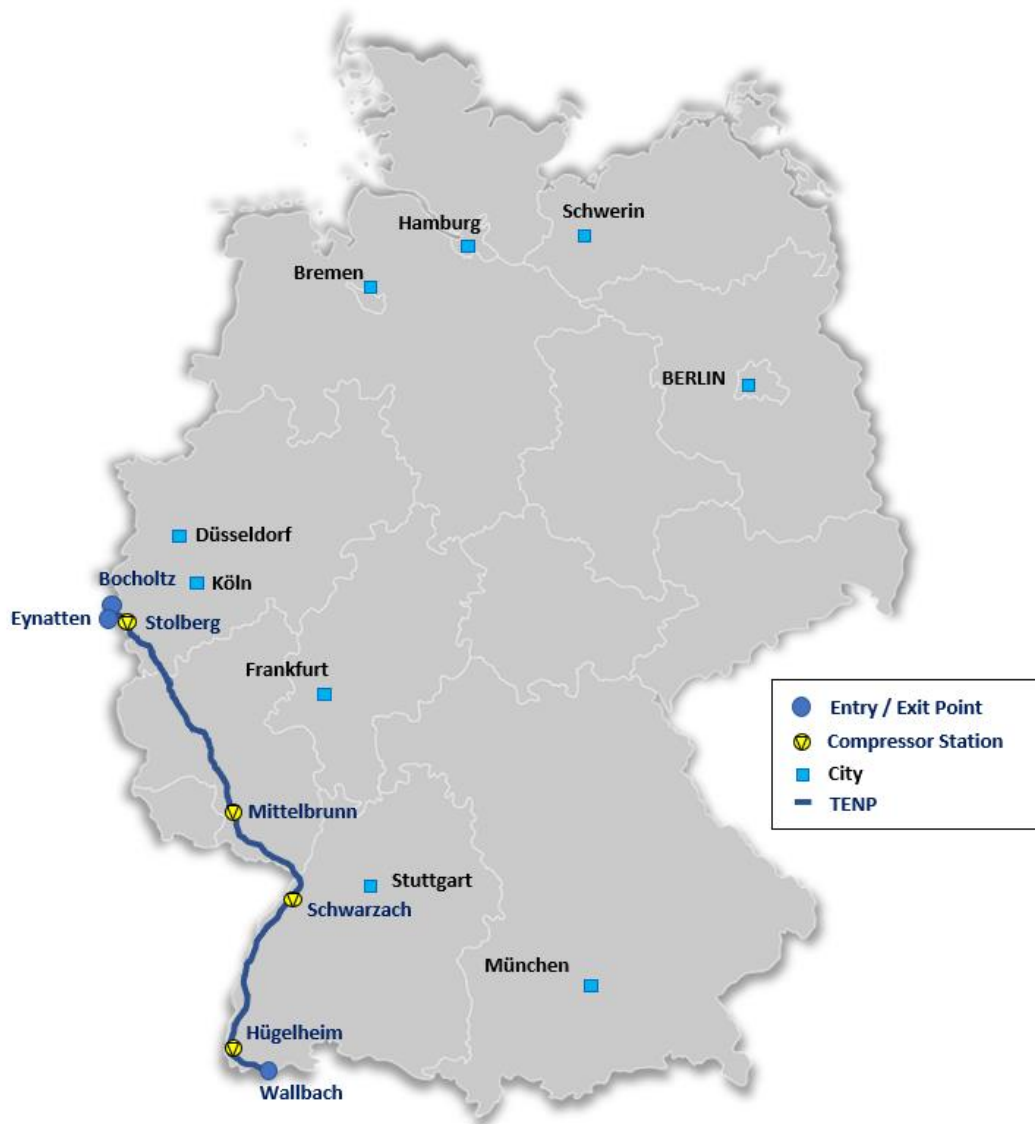 Schwerin
Hamburg
Bremen
BERLIN
Düsseldorf
Bocholtz
Köln
Eynatten
Stolberg
Frankfurt
Entry / Exit Point
Compressor Station
City
TENP
Mittelbrunn
Stuttgart
Schwarzach
München
Hügelheim
Wallbach